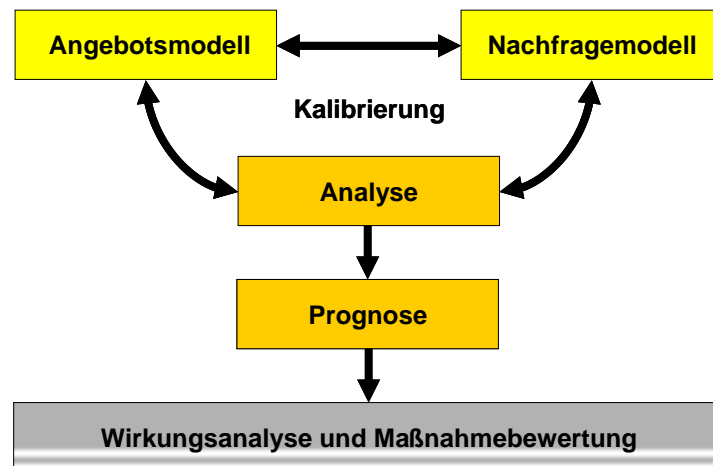 Angebotsmodell
Nachfragemodell
Kalibrierung
Analyse
Prognose
Wirkungsanalyse und Maßnahmebewertung